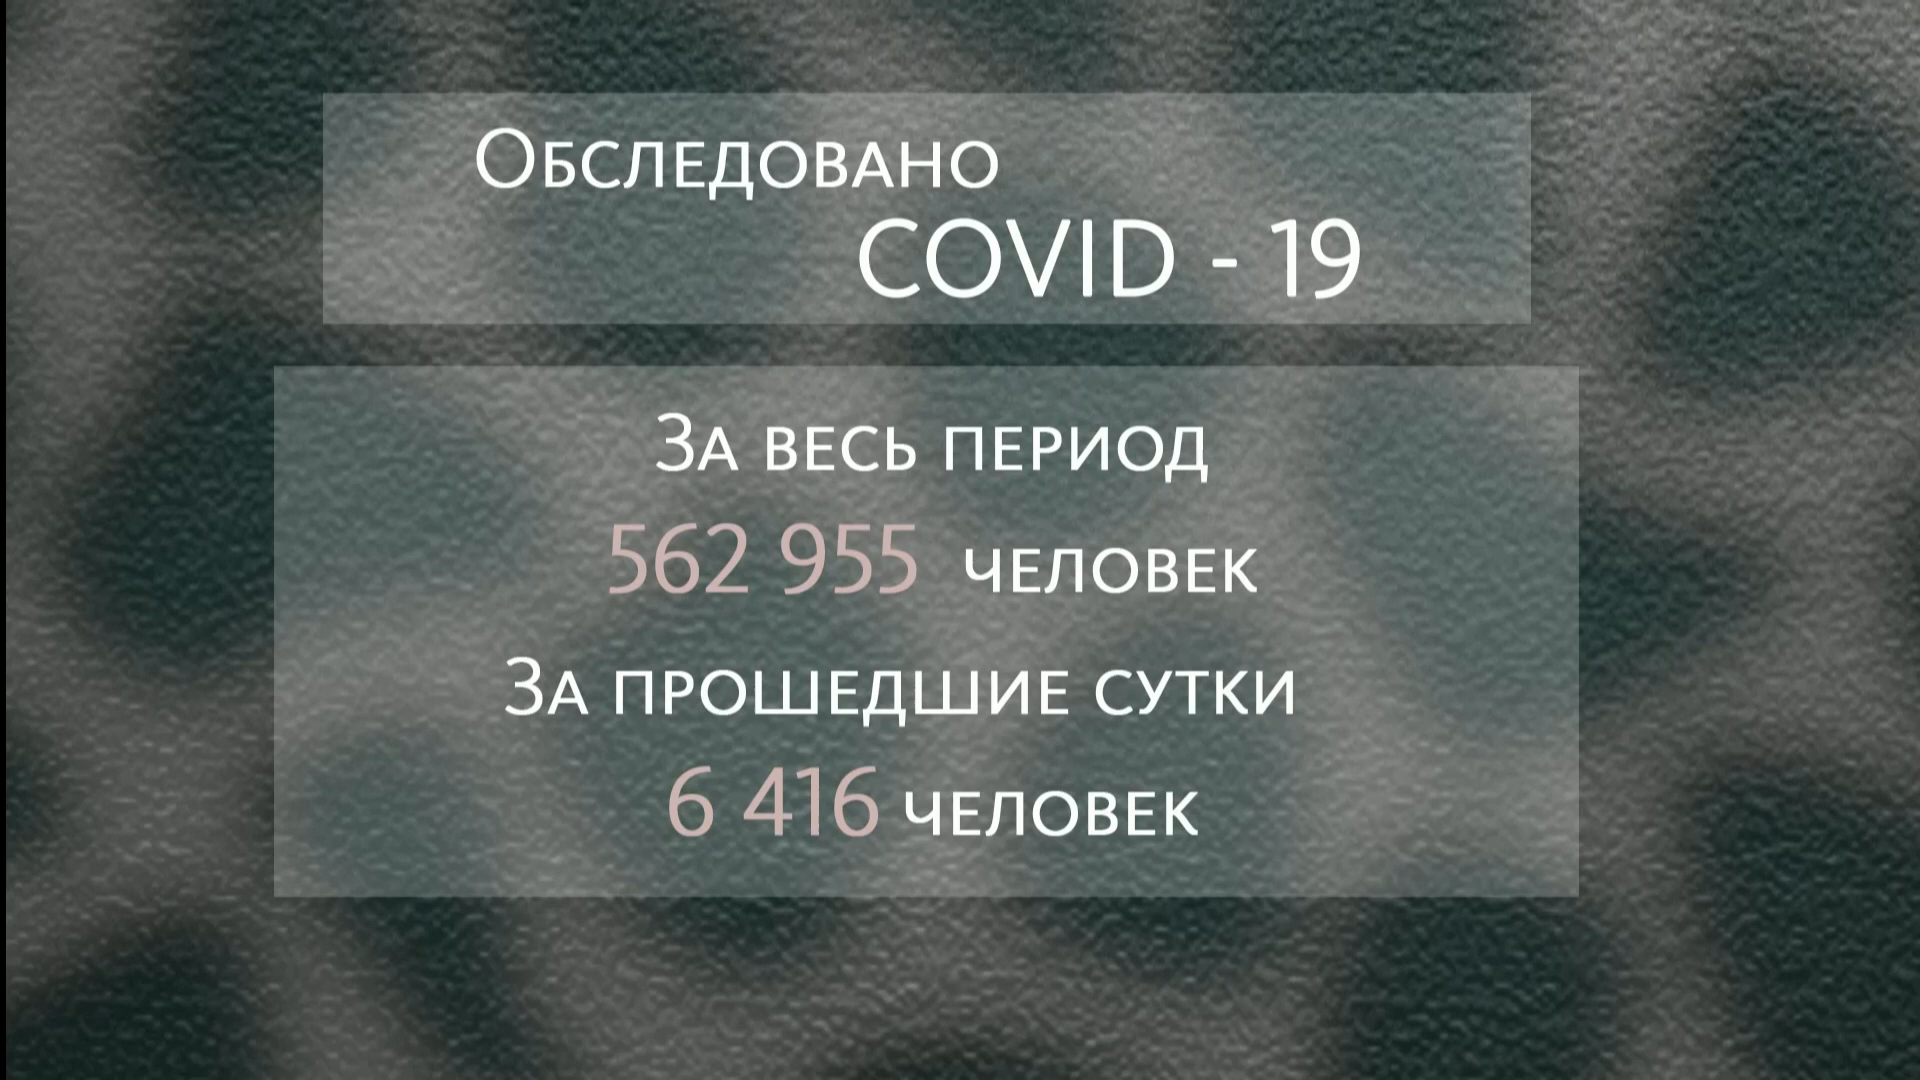 Обследовано
COVID - 19
За весь период
562 955 человек
За прошедшие сутки
6 416 человек